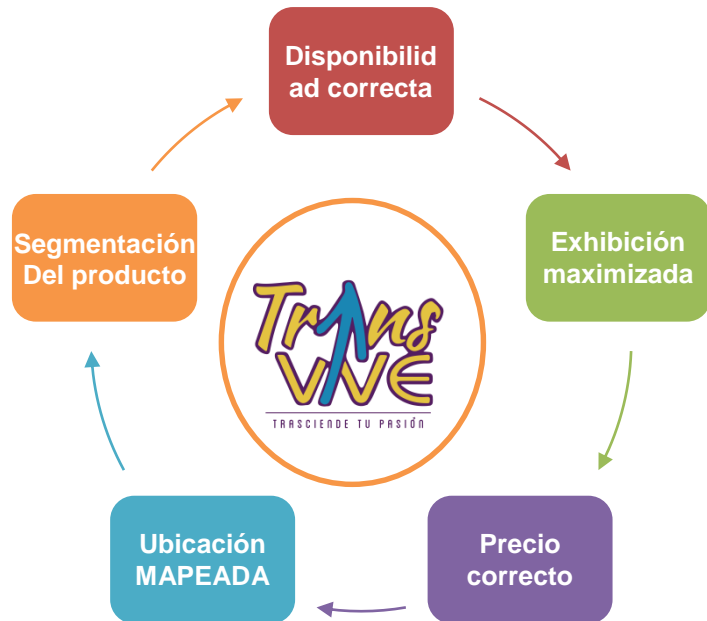 Disponibilid
ad correcta
Exhibición
maximizada
Precio
correcto
Ubicación
MAPEADA
Segmentación
Del producto
Trans
VIVE
TRASCIENDE TU PASIÓN